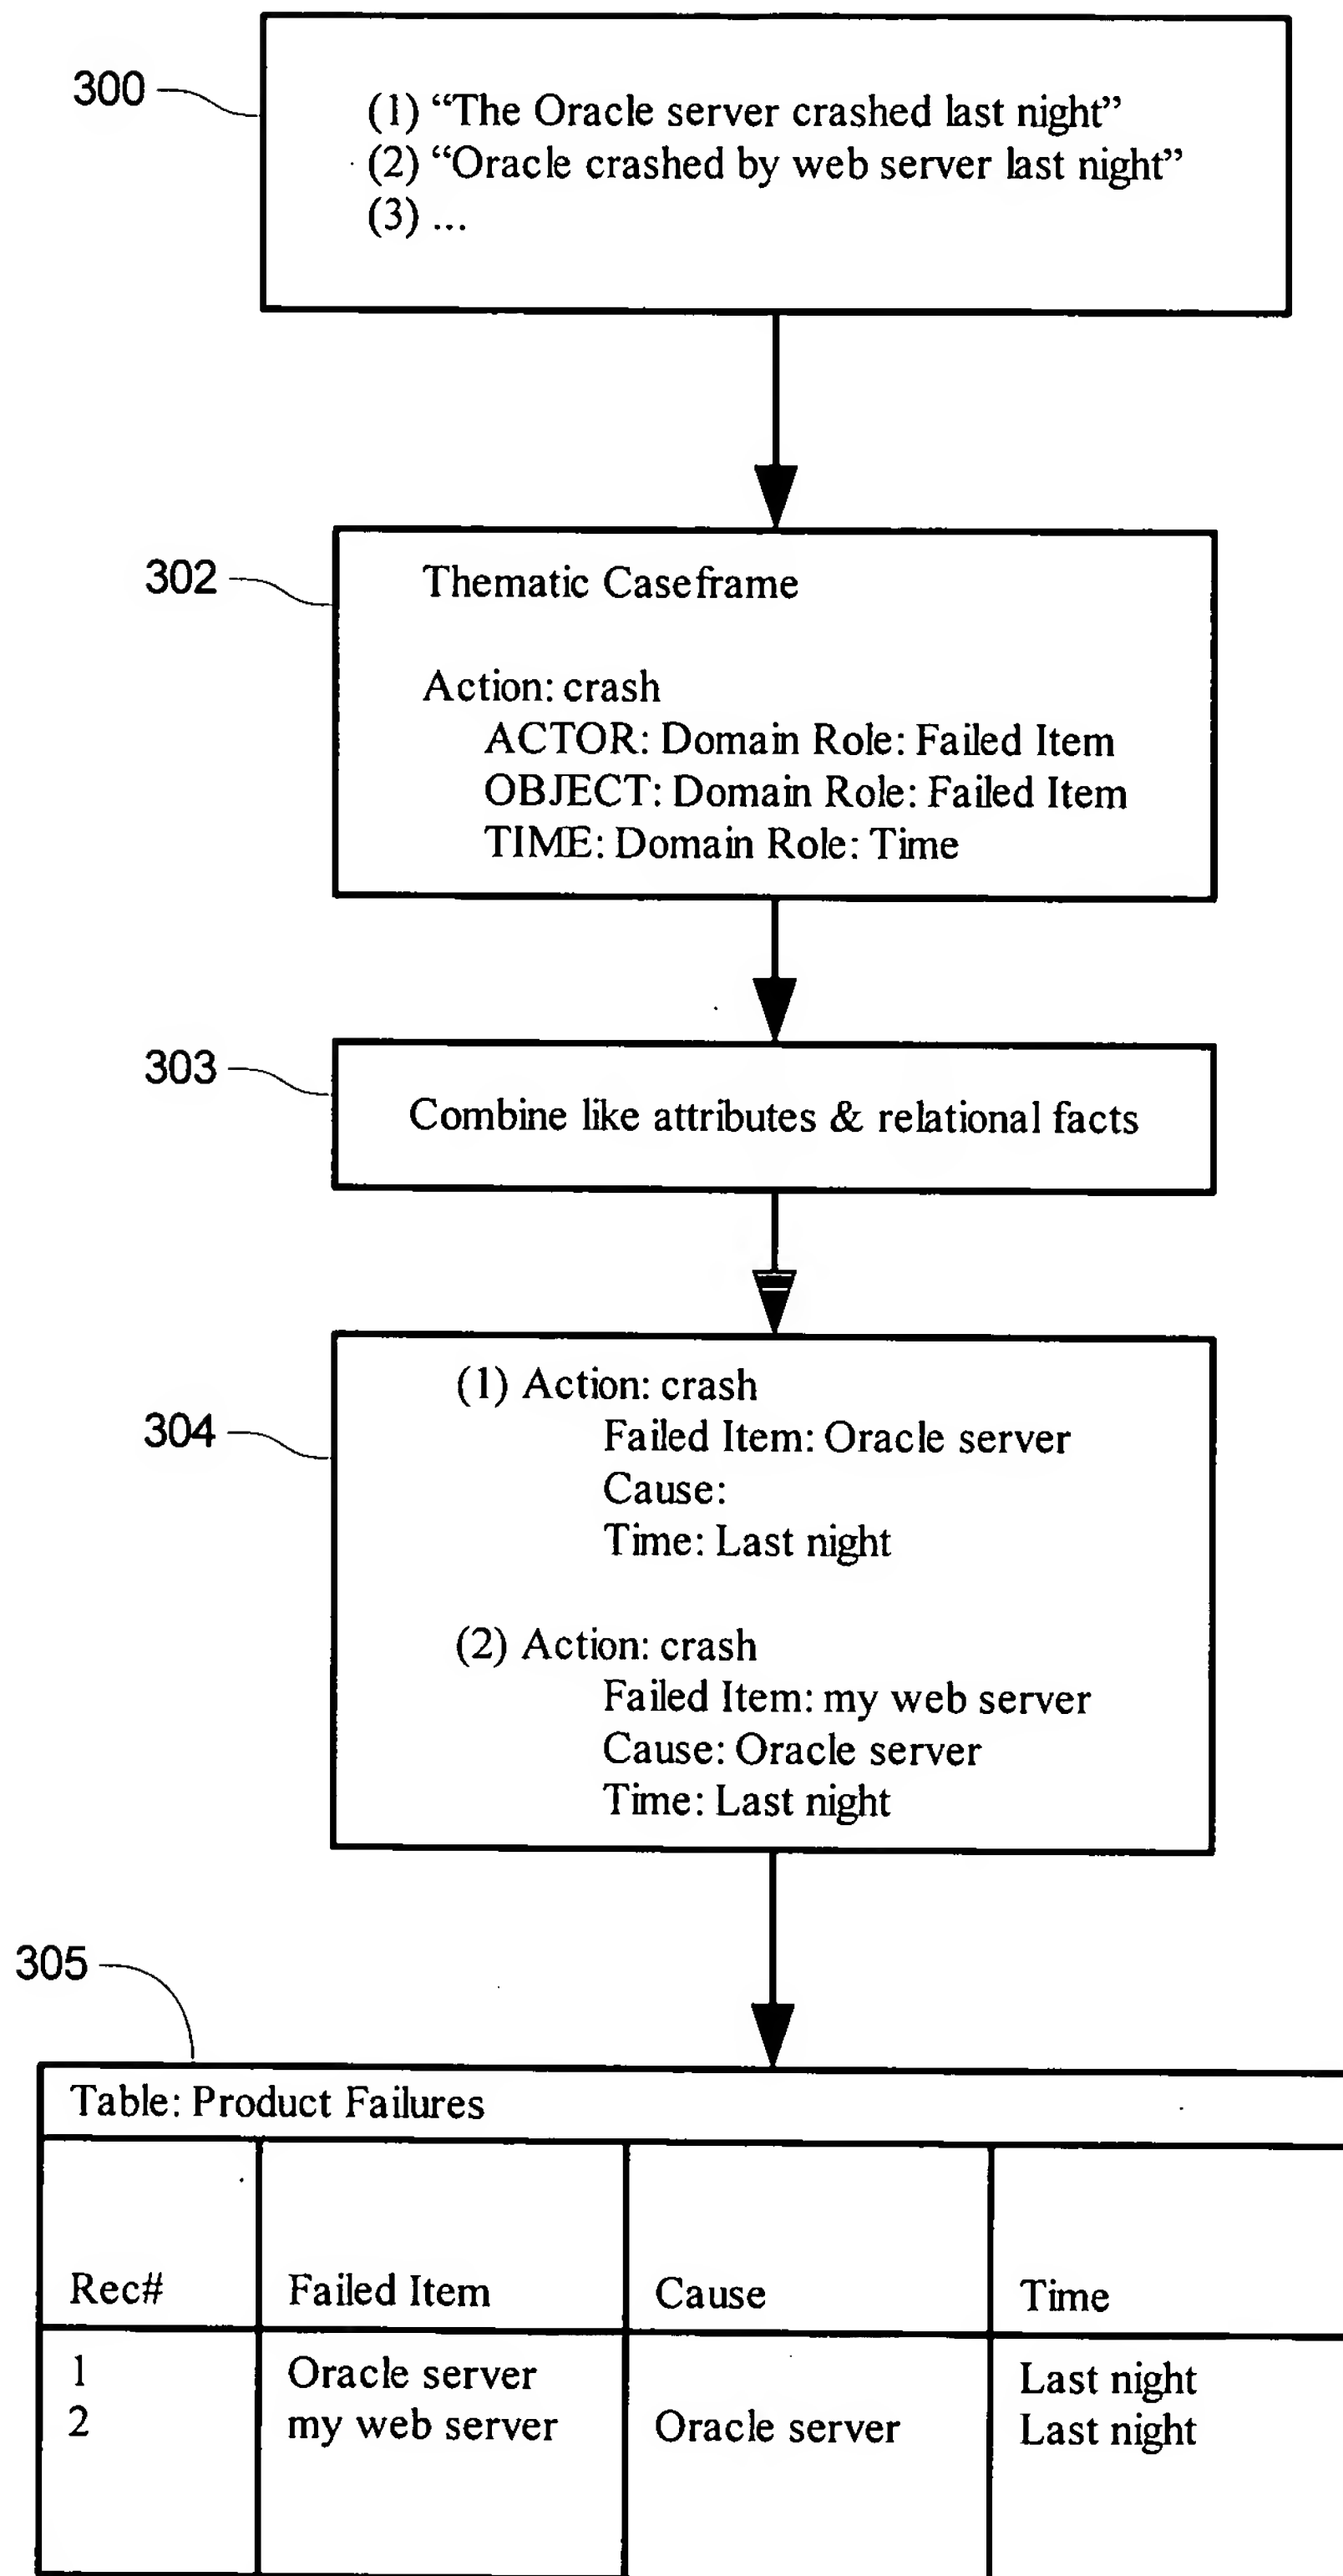 300
(1) “The Oracle server crashed last night”
(2) “Oracle crashed by web server last night”
(3) ...
302
Thematic Caseframe
Action: crash
ACTOR: Domain Role: Failed Item
OBJECT: Domain Role: Failed Item
TIME: Domain Role: Time
303
Combine like attributes & relational facts
304
(1) Action: crash
Failed Item: Oracle server
Cause:
Time: Last night
(2) Action: crash
Failed Item: my web server
Cause: Oracle server
Time: Last night
305
Table: Product Failures
Rec# Failed Item Cause Time
1 Oracle server Last night
2 my web server Oracle server Last night